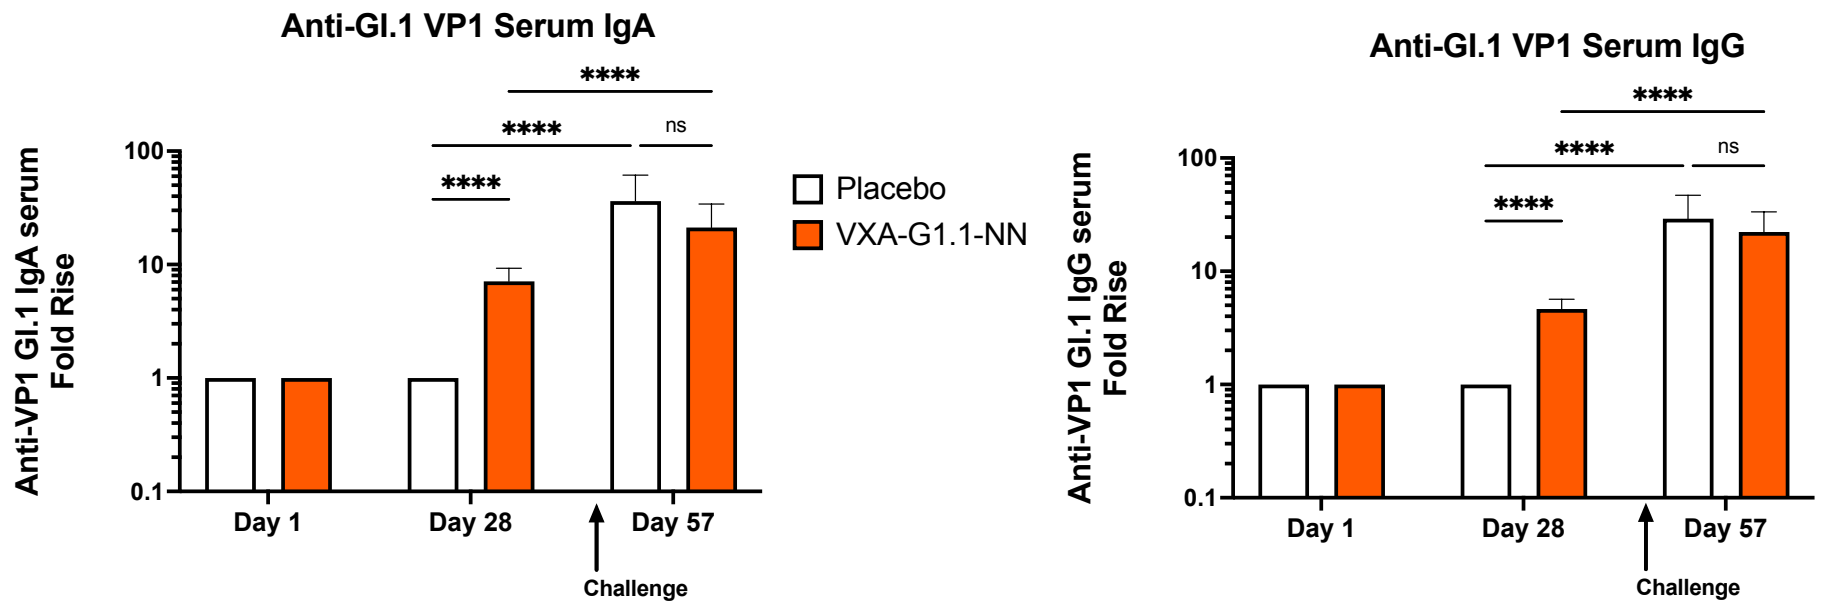 Anti-GI.1 VP1 Serum IgA
****
****
ns
****
Anti-VP1 GI.1 IgA serum
Fold Rise
100
10
1
0.1
Day 1
Day 28
Day 57
Challenge
Placebo
VXA-G1.1-NN
Anti-GI.1 VP1 Serum IgG
****
****
ns
****
Anti-VP1 GI.1 IgG serum
Fold Rise
100
10
1
0.1
Day 1
Day 28
Day 57
Challenge